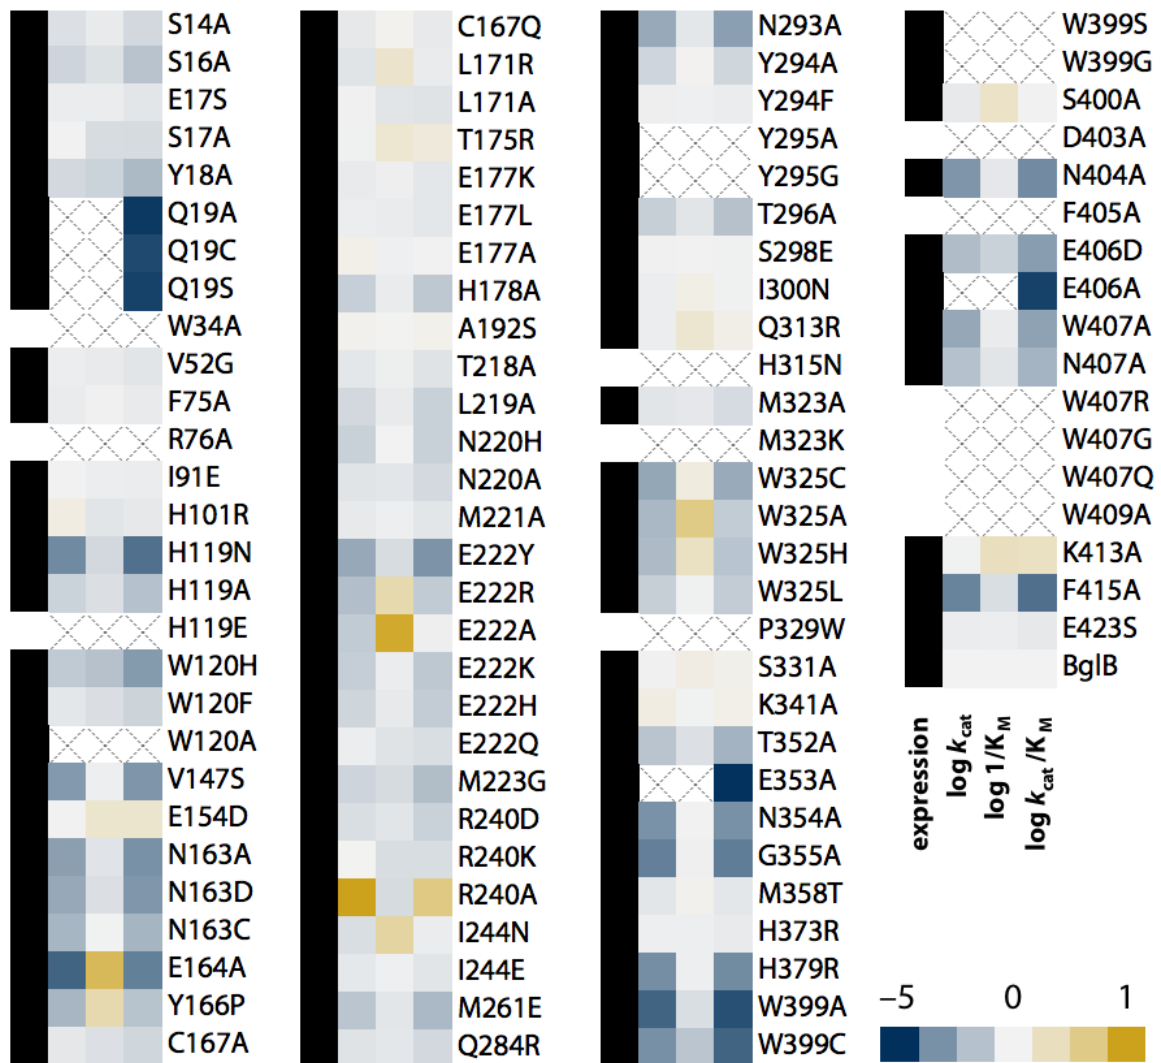 S14A
S16A
E17S
S17A
Y18A
Q19A
Q19C
Q19S
W34A
V52G
F75A
R76A
I91E
H101R
H119N
H119A
H119E
W120H
W120F
W120A
V147S
E154D
N163A
N163D
N163C
E164A
Y166P
C167A
C167Q
L171R
L171A
T175R
E177K
E177L
E177A
H178A
A192S
T218A
L219A
N220H
N220A
M221A
E222Y
E222R
E222A
E222K
E222H
E222Q
M223G
R240D
R240K
R240A
I244N
I244E
M261E
Q284R
N293A
Y294A
Y294F
Y295A
Y295G
T296A
S298E
I300N
Q313R
H315N
M323A
M323K
W325C
W325A
W325H
W325L
P329W
S331A
K341A
T352A
E353A
N354A
G355A
M358T
H373R
H379R
W399A
W399C
W399S
W399G
S400A
D403A
N404A
F405A
E406D
E406A
W407A
N407A
W407R
W407G
W407Q
W409A
K413A
F415A
E423S
BglB
expression
log kcat
log 1/KM
log kcat/KM
–5 0 1